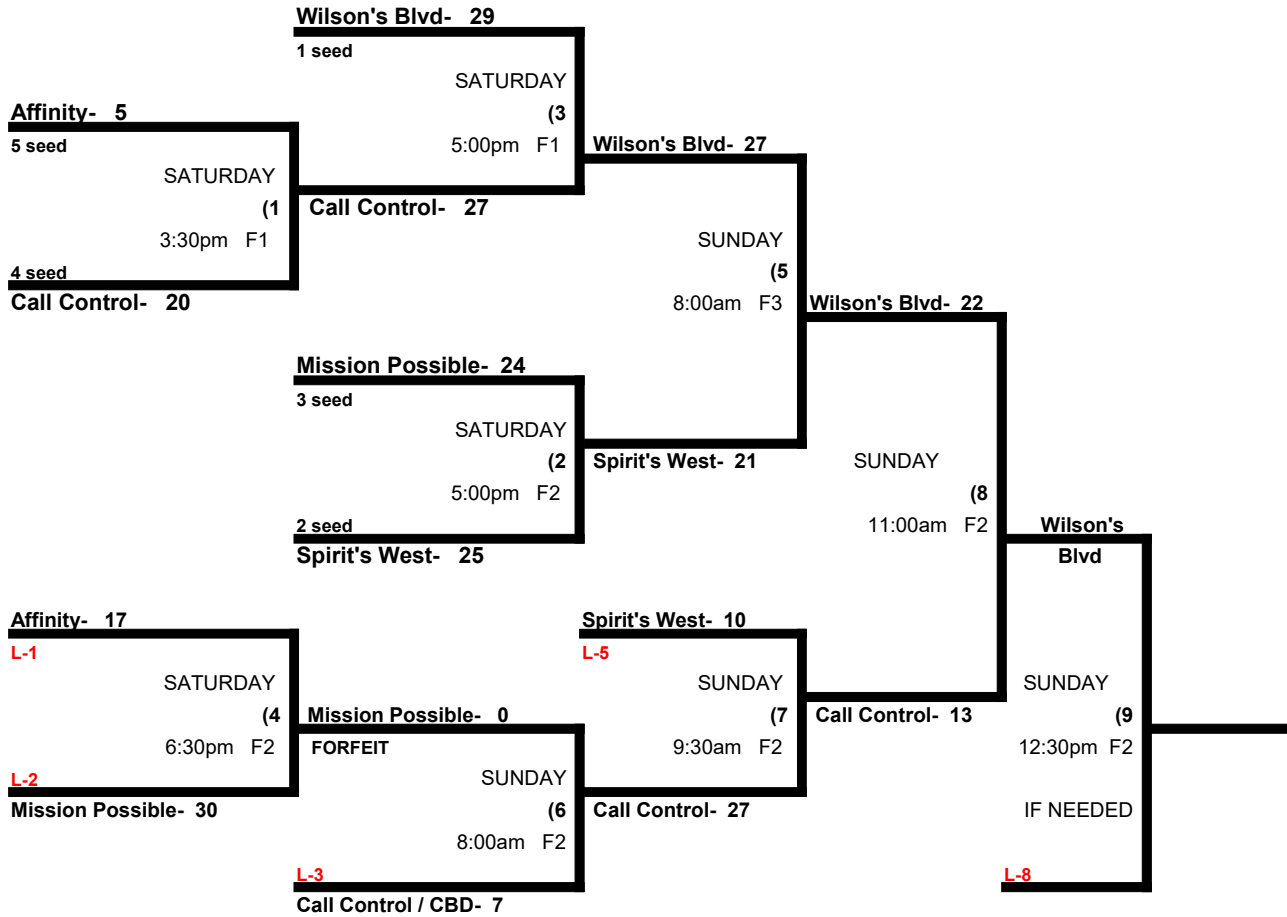 Wilson's Blvd- 29
1 seed
SATURDAY
(3
5:00pm F1
Affinity- 5
5 seed
SATURDAY
(1
3:30pm F1
4 seed
Call Control- 20
Call Control- 27
Wilson's Blvd- 27
SUNDAY
(5
8:00am F3
Mission Possible- 24
3 seed
SATURDAY
(2
5:00pm F2
2 seed
Spirit's West- 25
Spirit's West- 21
Wilson's Blvd- 22
SUNDAY
(8
11:00am F2
Wilson's
Blvd
Affinity- 17
L-1
SATURDAY
(4
6:30pm F2
L-2
Mission Possible- 30
Mission Possible- 0
FORFEIT
SUNDAY
(6
8:00am F2
L-3
Call Control / CBD- 7
Spirit's West- 10
L-5
SUNDAY
(7
9:30am F2
Call Control- 27
Call Control- 13
SUNDAY
(9
12:30pm F2
IF NEEDED
L-8